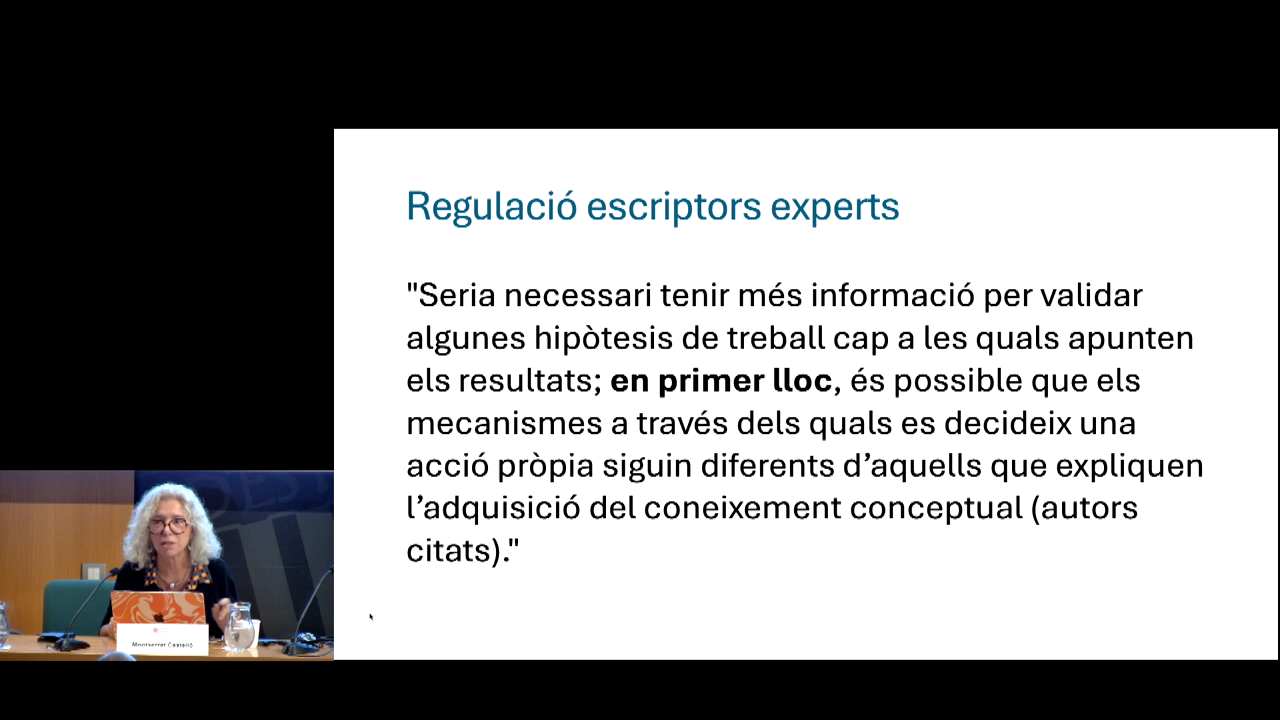 Regulació escriptors experts
"Seria necessari tenir més informació per validar
algunes hipòtesis de treball cap a les quals apunten
els resultats; en primer lloc, és possible que els
mecanismes a través dels quals es decideix una
acció pròpia siguin diferents d’aquells que expliquen
l’adquisició del coneixement conceptual (autors
citats)."
Montserrat Castelló